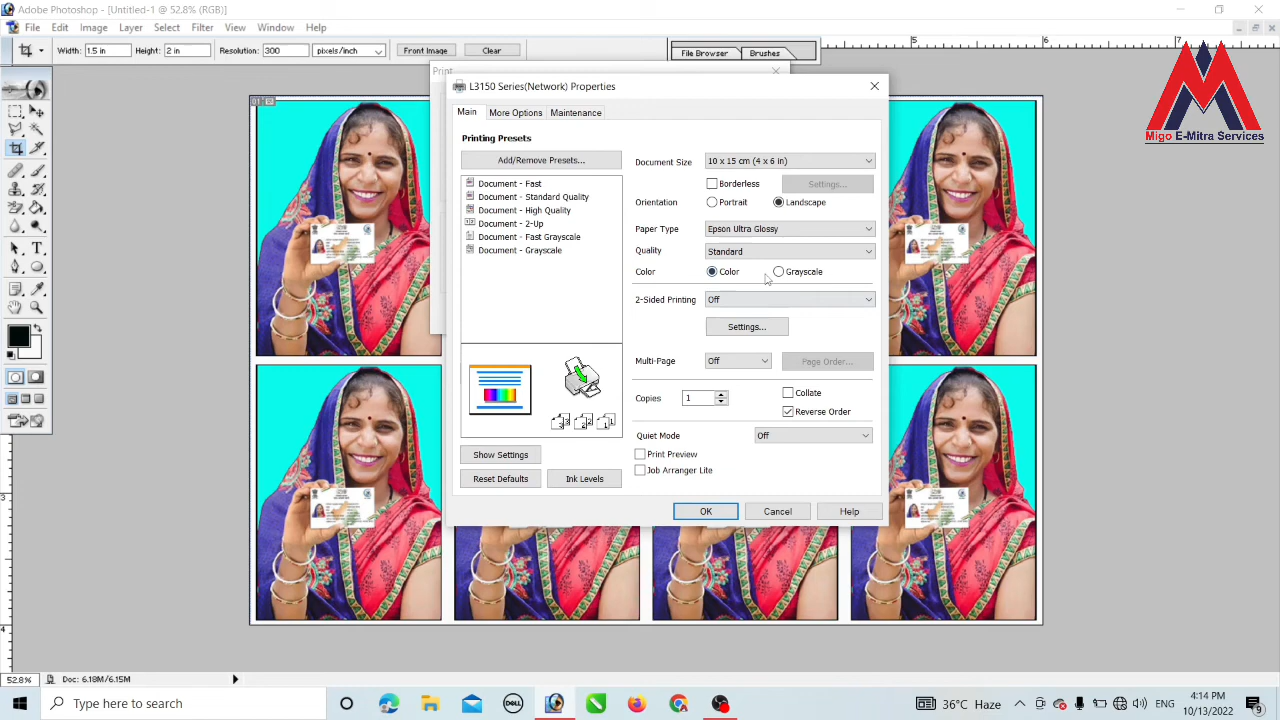 Adobe Photoshop - [Untitled-1 @ 52.8% (RGB)]
File Edit Image Layer Select Filter View Window Help
Width: 1.5 in Height: 2 in Resolution: 300 pixels/inch Front Image Clear File Browser Brushes
5 6 7
Print
L3150 Series(Network) Properties
Main More Options Maintenance
Printing Presets
Add/Remove Presets...
Document - Fast
Document - Standard Quality
Document - High Quality
Document - 2-Up
Document - Fast Grayscale
Document - Grayscale
Show Settings
Reset Defaults Ink Levels
Document Size 10 x 15 cm (4 x 6 in)
Borderless Settings...
Orientation Portrait Landscape
Paper Type Epson Ultra Glossy
Quality Standard
Color Color Grayscale
2-Sided Printing Off
Settings...
Multi-Page Off Page Order...
Copies 1 Collate
Reverse Order
Quiet Mode Off
Print Preview
Job Arranger Lite
OK Cancel Help
Migo E-Mitra Services
3
4
52.8% Doc: 6.18M/6.15M
Type here to search
DELL
36°C Haze
ENG
4:14 PM
10/13/2022
9